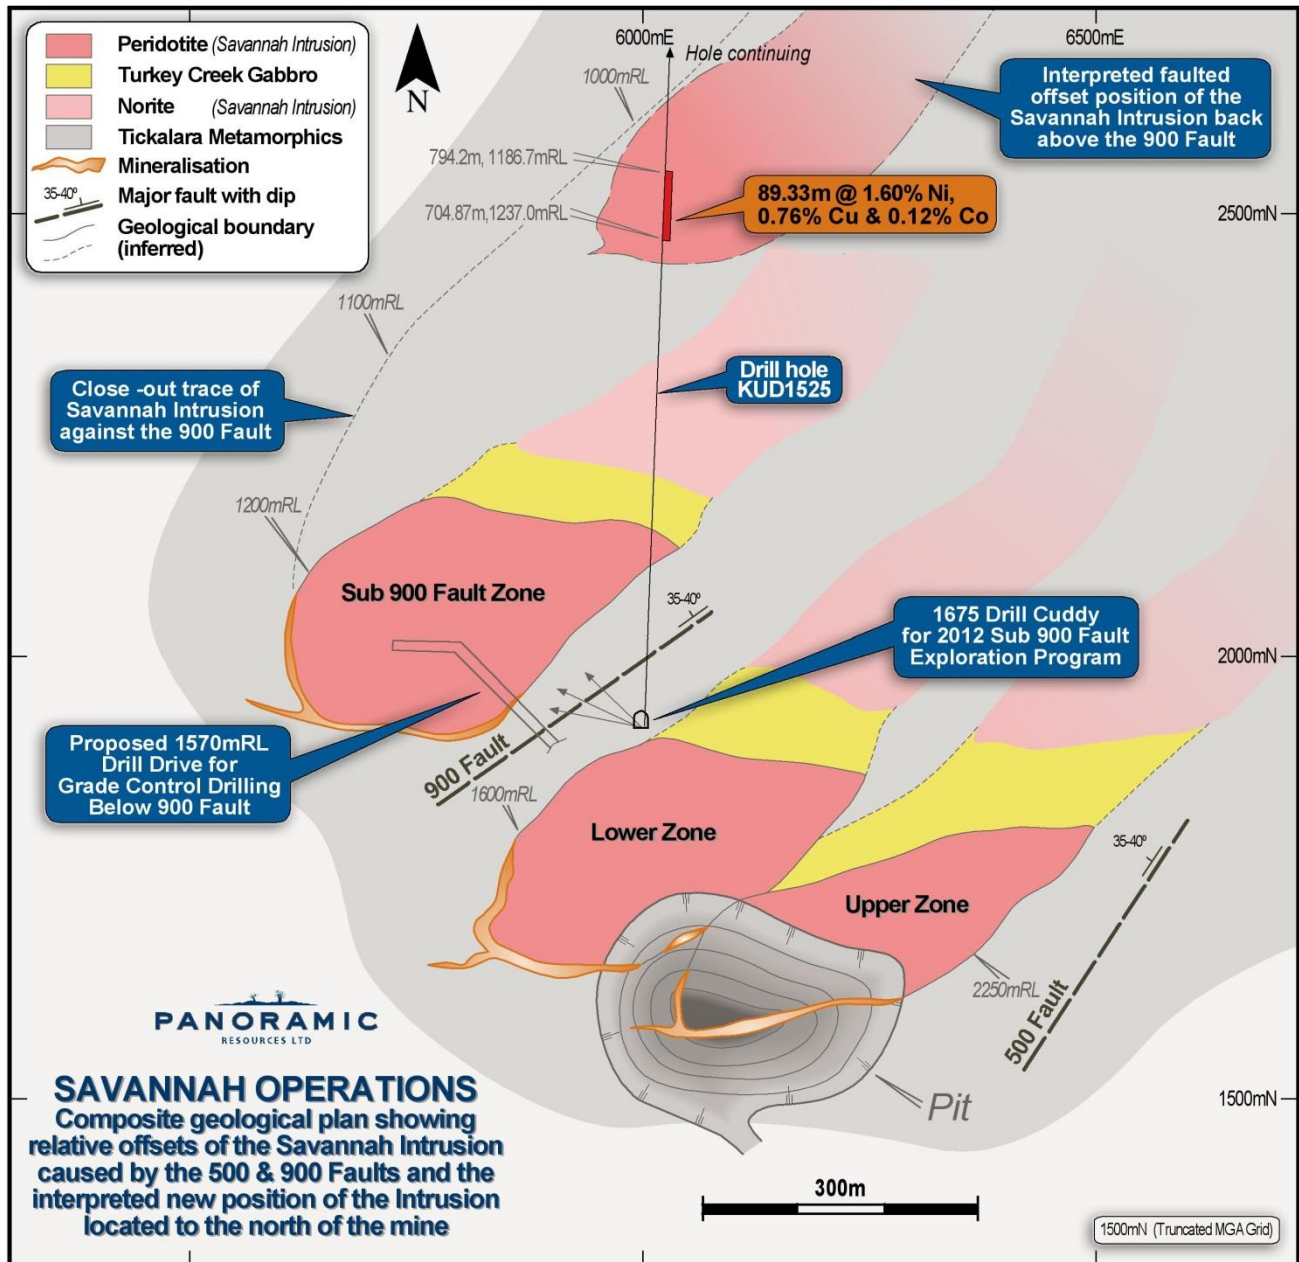 Peridotite (Savannah Intrusion)
Turkey Creek Gabbro
Norite (Savannah Intrusion)
Tickalara Metamorphics
Mineralisation
35-40º
Major fault with dip
Geological boundary
(inferred)
N
6000mE
6500mE
Hole continuing
1000mRL
Interpreted faulted
offset position of the
Savannah Intrusion back
above the 900 Fault
794.2m, 1186.7mRL
89.33m @ 1.60% Ni,
0.76% Cu & 0.12% Co
704.87m,1237.0mRL
2500mN
1100mRL
Drill hole
KUD1525
Close -out trace of
Savannah Intrusion
against the 900 Fault
1200mRL
Sub 900 Fault Zone
35-40º
1675 Drill Cuddy
for 2012 Sub 900 Fault
Exploration Program
2000mN
Proposed 1570mRL
Drill Drive for
Grade Control Drilling
Below 900 Fault
900 Fault
1600mRL
Lower Zone
35-40º
Upper Zone
2250mRL
500 Fault
Pit
1500mN
PANORAMIC
RESOURCES LTD
SAVANNAH OPERATIONS
Composite geological plan showing
relative offsets of the Savannah Intrusion
caused by the 500 & 900 Faults and the
interpreted new position of the Intrusion
located to the north of the mine
300m
1500mN (Truncated MGA Grid)